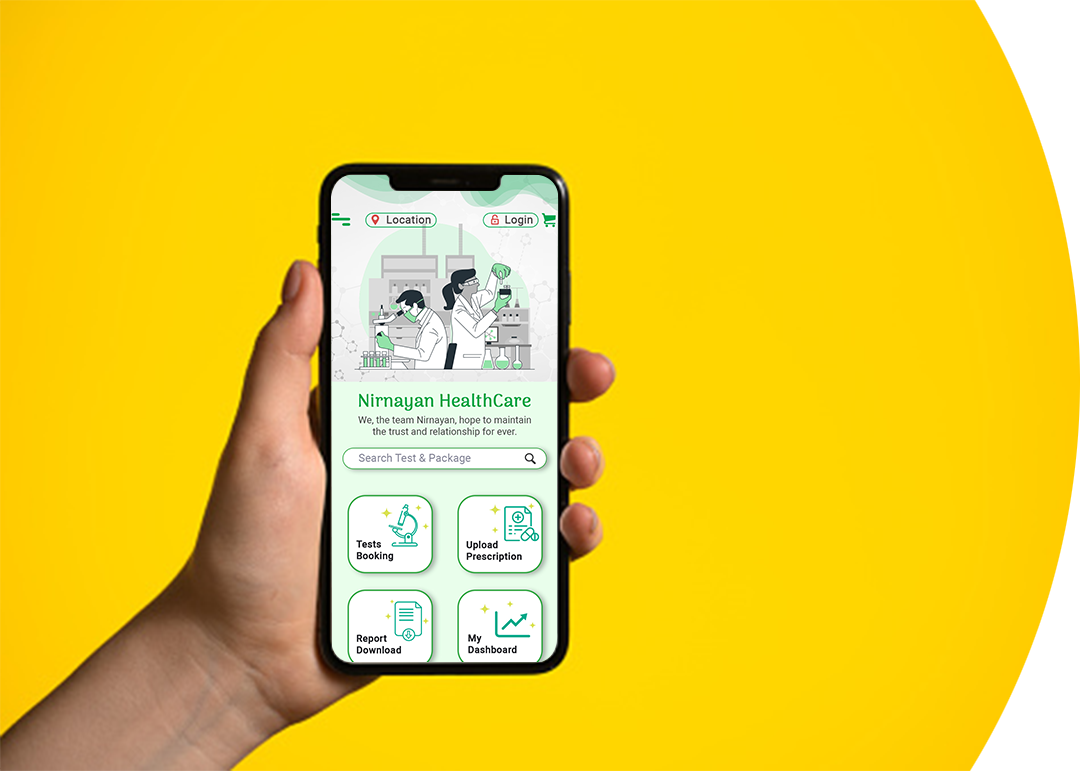 Location
Login
Nirnayan HealthCare
We, the team Nirnayan, hope to maintain
the trust and relationship for ever.
Search Test & Package
Tests
Booking
Upload
Prescription
Report
Download
My
Dashboard